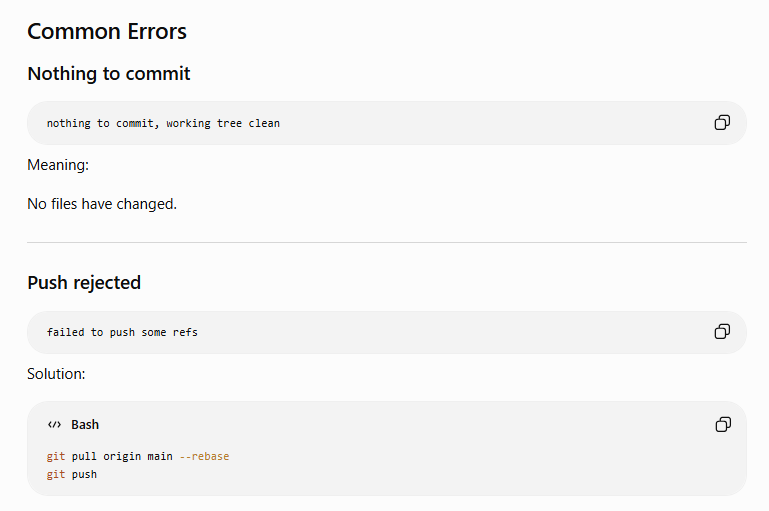 Common Errors
Nothing to commit
nothing to commit, working tree clean
Meaning:
No files have changed.
Push rejected
failed to push some refs
Solution:
Bash
git pull origin main --rebase
git push